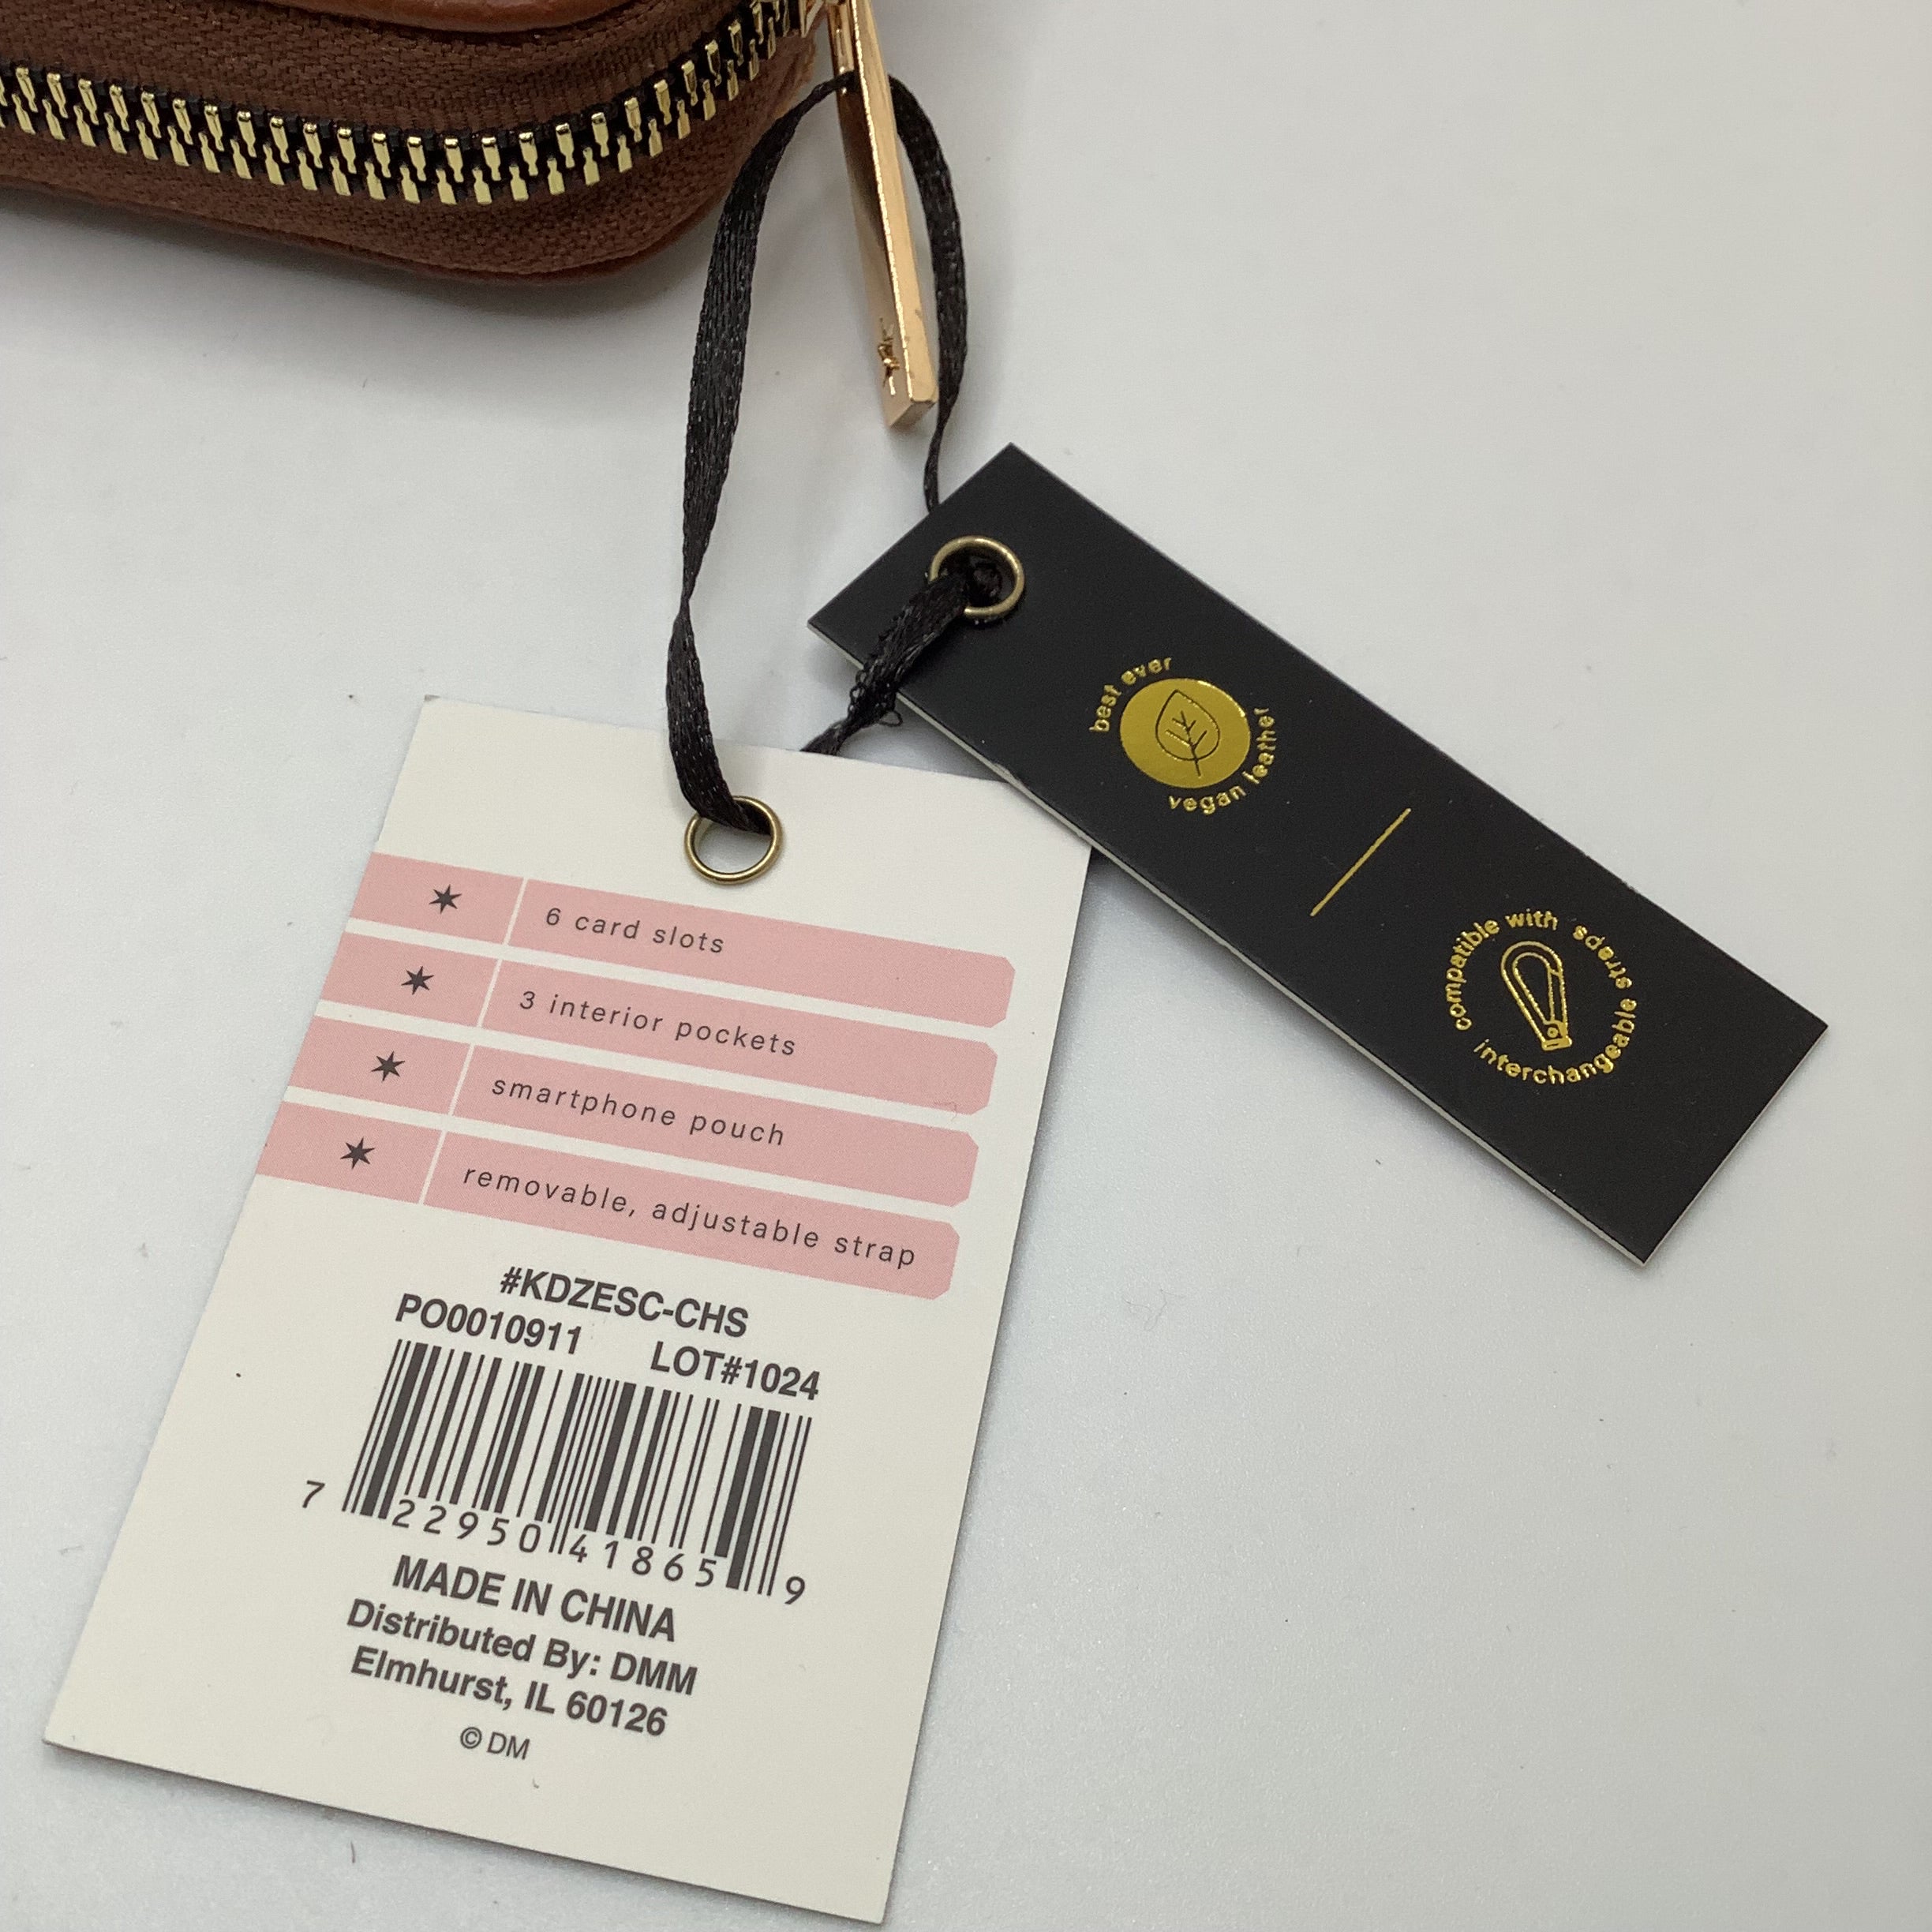 6 card slots
3 interior pockets
smartphone pouch
removable, adjustable strap
#KDZESC-CHS
PO0010911 LOT#1024
7 22950 41865 9
MADE IN CHINA
Distributed By: DMM
Elmhurst, IL 60126
© DM
best ever
vegan leather
compatible with
interchangeable straps